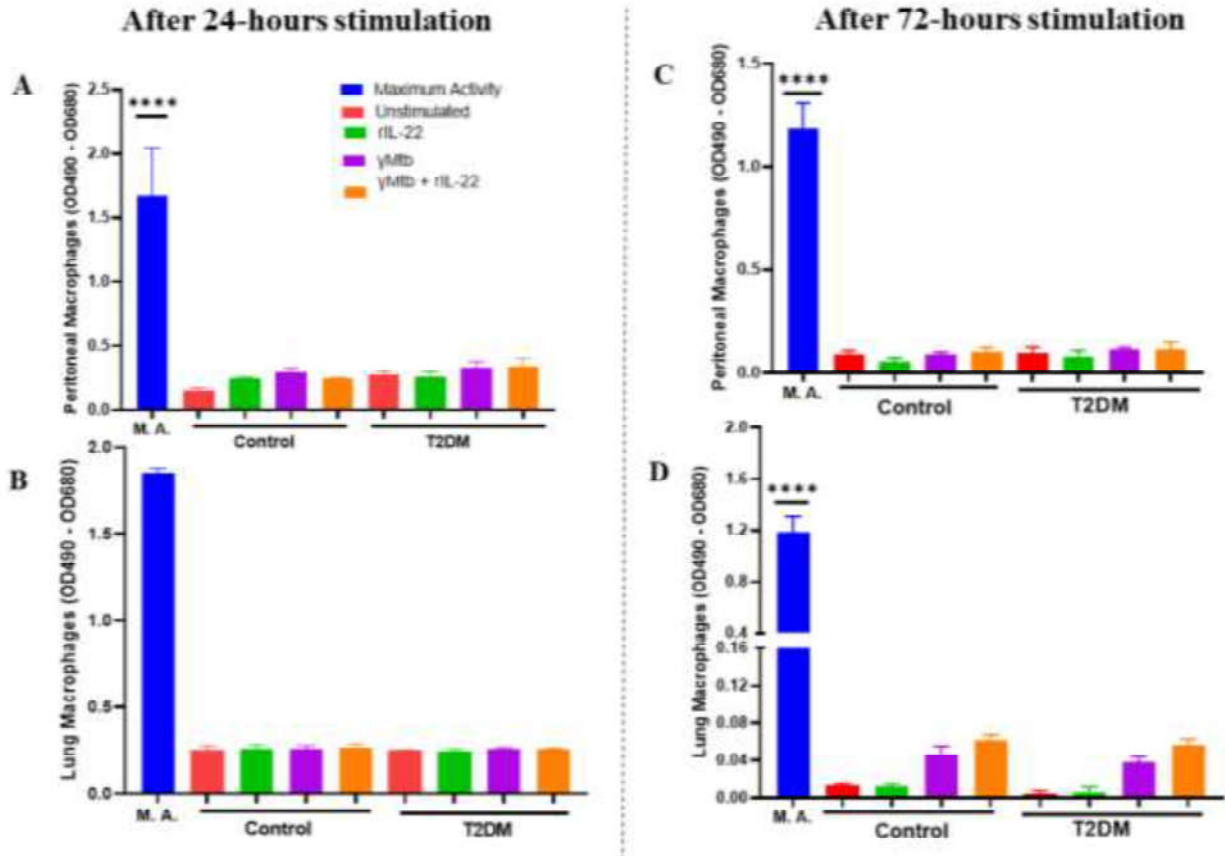 After 24-hours stimulation
A
Peritoneal Macrophages (OD490 - OD680)
2.5
2.0
1.5
1.0
0.5
0.0
****
Maximum Activity
Unstimulated
rIL-22
γMtb
γMtb + rIL-22
M. A.
Control
T2DM
B
Lung Macrophages (OD490 - OD680)
2.0
1.5
1.0
0.5
0.0
M. A.
Control
T2DM
After 72-hours stimulation
C
Peritoneal Macrophages (OD490 - OD680)
1.5
1.0
0.5
0.0
****
M. A.
Control
T2DM
D
Lung Macrophages (OD490 - OD680)
2.0
1.6
1.2
0.8
0.4
0.16
0.12
0.08
0.04
0.00
****
M. A.
Control
T2DM